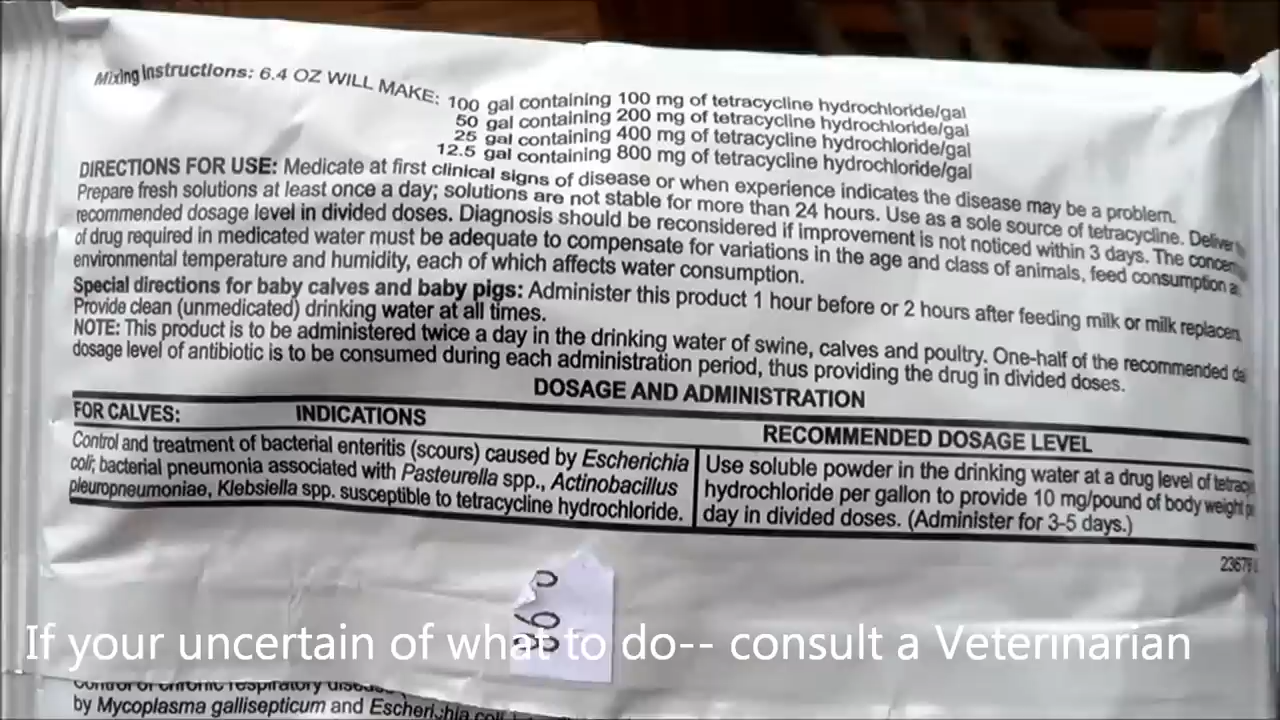 Mixing Instructions: 6.4 OZ WILL MAKE: 100 gal containing 100 mg of tetracycline hydrochloride/gal
50 gal containing 200 mg of tetracycline hydrochloride/gal
25 gal containing 400 mg of tetracycline hydrochloride/gal
12.5 gal containing 800 mg of tetracycline hydrochloride/gal
DIRECTIONS FOR USE: Medicate at first clinical signs of disease or when experience indicates the disease may be a problem.
Prepare fresh solutions at least once a day; solutions are not stable for more than 24 hours. Use as a sole source of tetracycline. Deliver
recommended dosage level in divided doses. Diagnosis should be reconsidered if improvement is not noticed within 3 days. The
of drug required in medicated water must be adequate to compensate for variations in the age and class of animals, feed consumption
environmental temperature and humidity, each of which affects water consumption.
Special directions for baby calves and baby pigs: Administer this product 1 hour before or 2 hours after feeding milk or milk
Provide clean (unmedicated) drinking water at all times.
NOTE: This product is to be administered twice a day in the drinking water of swine, calves and poultry. One-half of the recommended
dosage level of antibiotic is to be consumed during each administration period, thus providing the drug in divided doses.
DOSAGE AND ADMINISTRATION
FOR CALVES: INDICATIONS RECOMMENDED DOSAGE LEVEL
Control and treatment of bacterial enteritis (scours) caused by Escherichia
coli; bacterial pneumonia associated with Pasteurella spp., Actinobacillus
pleuropneumoniae, Klebsiella spp. susceptible to tetracycline hydrochloride.
Use soluble powder in the drinking water at a drug level of
hydrochloride per gallon to provide 10 mg/pound of body weight
day in divided doses. (Administer for 3-5 days.)
If your uncertain of what to do-- consult a Veterinarian
Control of chronic respiratory
by Mycoplasma gallisepticum and Escherichia coli